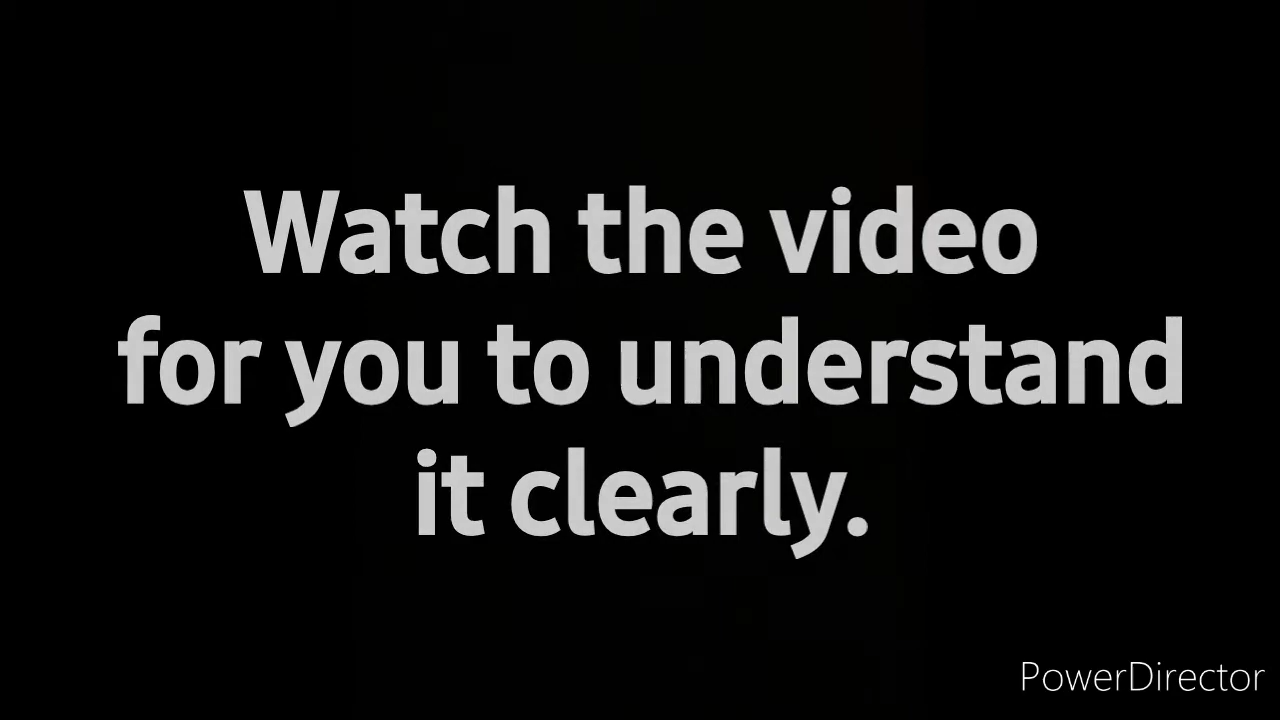 Watch the video
for you to understand
it clearly.
PowerDirector